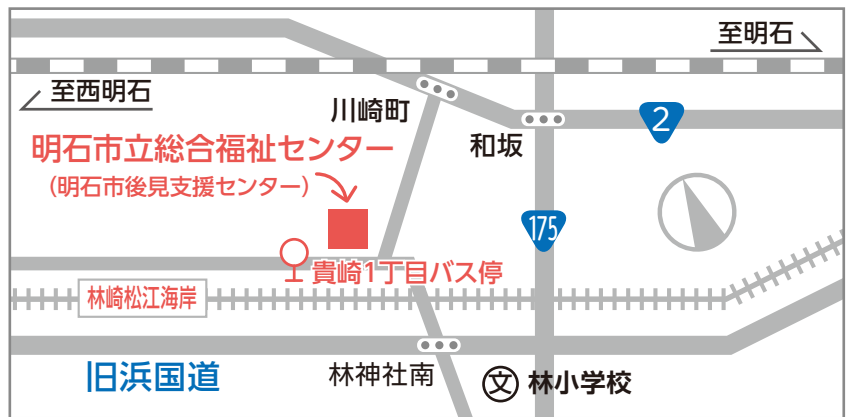 至明石
至西明石
川崎町
和坂
2
明石市立総合福祉センター
（明石市後見支援センター）
175
貴崎1丁目バス停
林崎松江海岸
旧浜国道
林神社南
文 林小学校